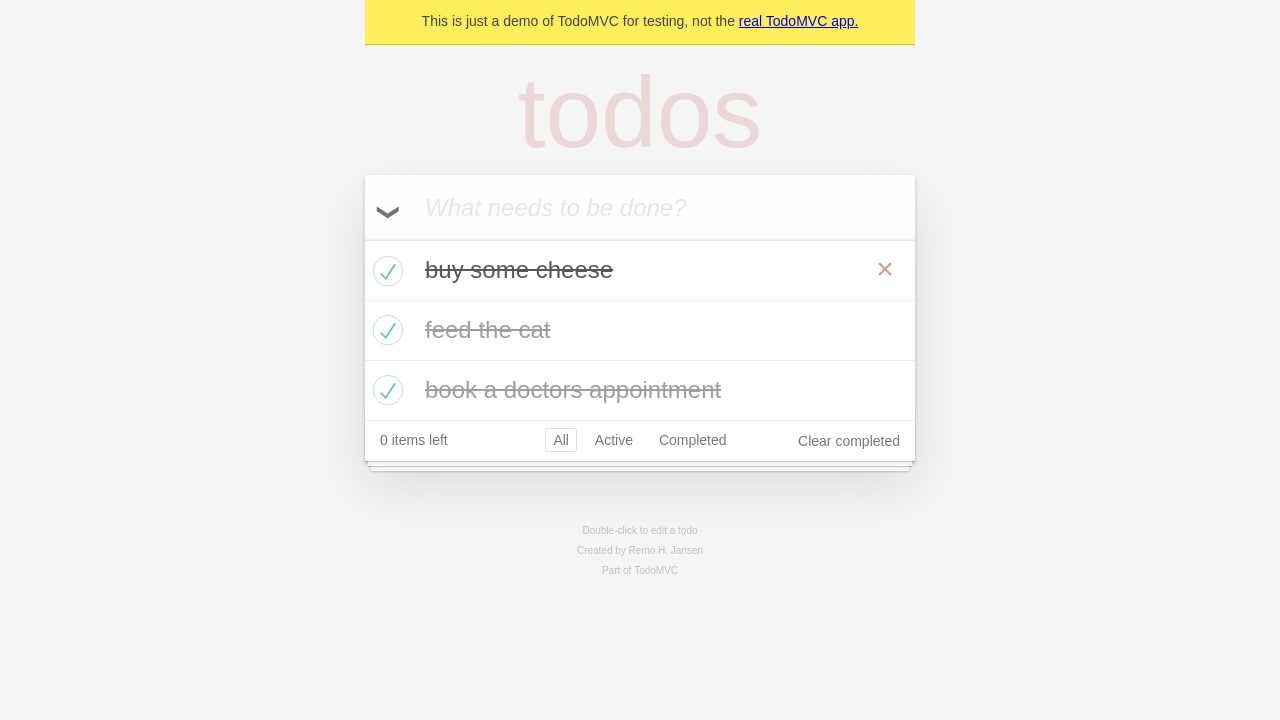 This is just a demo of TodoMVC for testing, not the real TodoMVC app.
todos
What needs to be done?
buy some cheese
feed the cat
book a doctors appointment
0 items left All Active Completed Clear completed
Double-click to edit a todo
Created by Remo H. Jansen
Part of TodoMVC